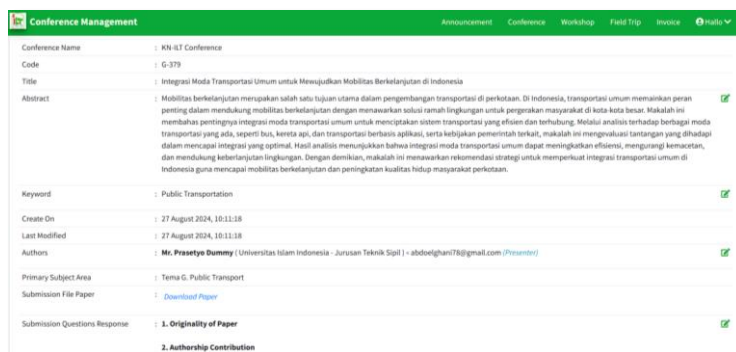 Conference Management
Announcement Conference Workshop Field Trip Invoice Hallo
Conference Name : KN-ILT Conference
Code : G-379
Title : Integrasi Moda Transportasi Umum untuk Mewujudkan Mobilitas Berkelanjutan di Indonesia
Abstract : Mobilitas berkelanjutan merupakan salah satu tujuan utama dalam pengembangan transportasi di perkotaan. Di Indonesia, transportasi umum memainkan peran
penting dalam mendukung mobilitas berkelanjutan dengan menawarkan solusi ramah lingkungan untuk pergerakan masyarakat di kota-kota besar. Makalah ini
membahas pentingnya integrasi moda transportasi umum untuk menciptakan sistem transportasi yang efisien dan terhubung. Melalui analisis terhadap berbagai moda
transportasi yang ada, seperti bus, kereta api, dan transportasi berbasis aplikasi, serta kebijakan pemerintah terkait, makalah ini mengevaluasi tantangan yang dihadapi
dalam mencapai integrasi yang optimal. Hasil analisis menunjukkan bahwa integrasi moda transportasi umum dapat meningkatkan efisiensi, mengurangi kemacetan,
dan mendukung keberlanjutan lingkungan. Dengan demikian, makalah ini menawarkan rekomendasi strategi untuk memperkuat integrasi transportasi umum di
Indonesia guna mencapai mobilitas berkelanjutan dan peningkatan kualitas hidup masyarakat perkotaan.
Keyword : Public Transportation
Create On : 27 August 2024, 10:11:18
Last Modified : 27 August 2024, 10:11:18
Authors : Mr. Prasetyo Dummy ( Universitas Islam Indonesia - Jurusan Teknik Sipil ) - abdoelghani78@gmail.com (Presenter)
Primary Subject Area : Tema G. Public Transport
Submission File Paper : Download Paper
Submission Questions Response : 1. Originality of Paper
2. Authorship Contribution